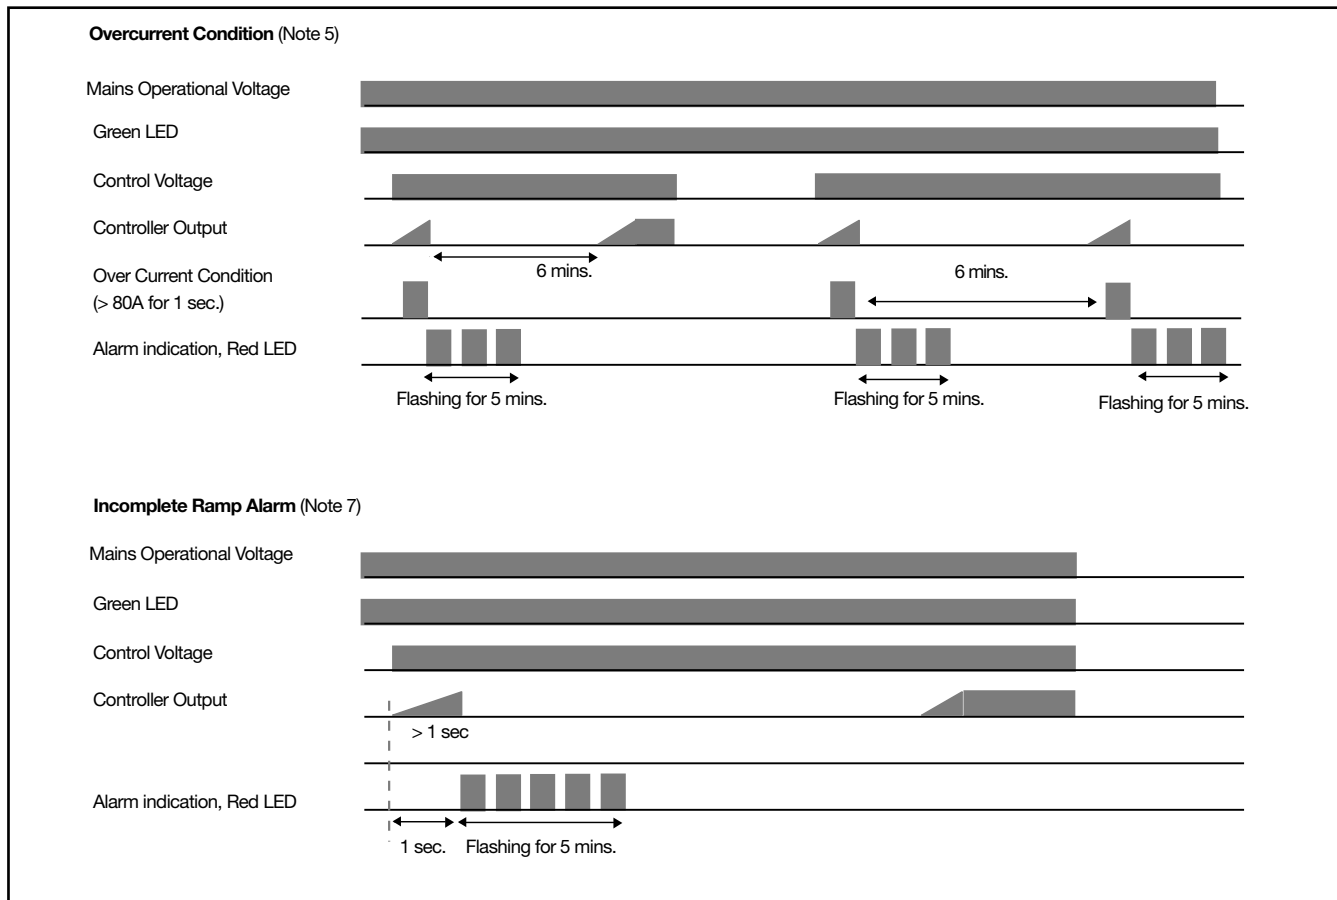 Overcurrent Condition (Note 5)
Mains Operational Voltage
Green LED
Control Voltage
Controller Output
6 mins.
6 mins.
Over Current Condition
(> 80A for 1 sec.)
Alarm indication, Red LED
Flashing for 5 mins.
Flashing for 5 mins.
Flashing for 5 mins.
Incomplete Ramp Alarm (Note 7)
Mains Operational Voltage
Green LED
Control Voltage
Controller Output
> 1 sec
Alarm indication, Red LED
1 sec.
Flashing for 5 mins.